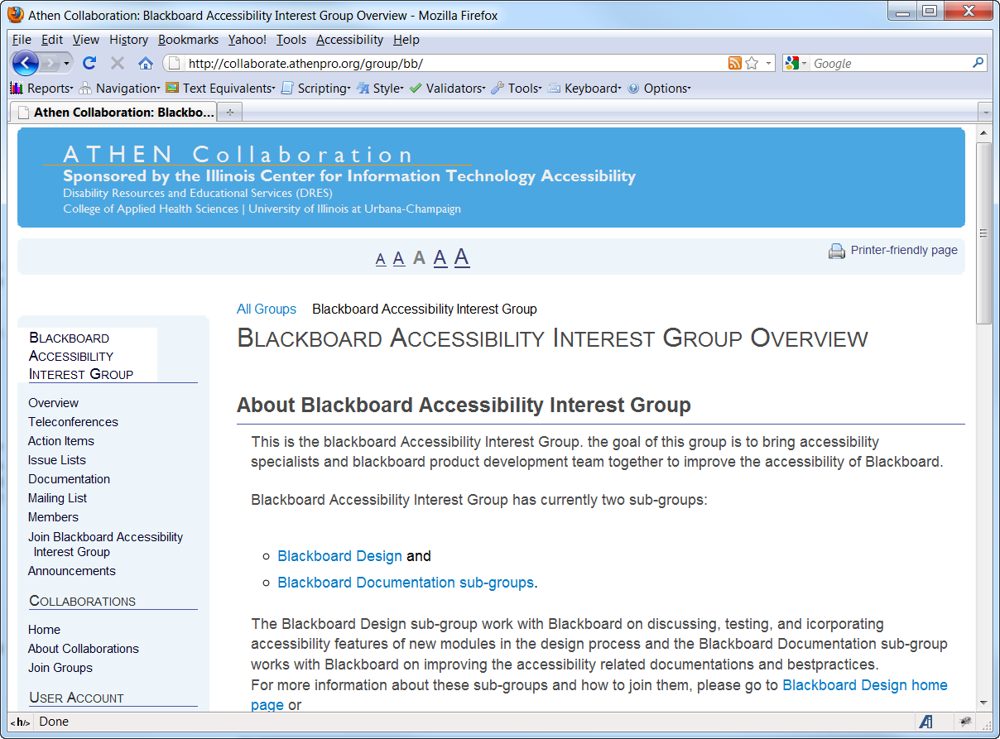 Athen Collaboration: Blackboard Accessibility Interest Group Overview - Mozilla Firefox
File Edit View History Bookmarks Yahoo! Tools Accessibility Help
http://collaborate.athenpro.org/group/bb/ Google
Reports Navigation Text Equivalents Scripting Style Validators Tools Keyboard Options
Athen Collaboration: Blackbo...
ATHEN Collaboration
Sponsored by the Illinois Center for Information Technology Accessibility
Disability Resources and Educational Services (DRES)
College of Applied Health Sciences | University of Illinois at Urbana-Champaign
A A A A A Printer-friendly page
All Groups Blackboard Accessibility Interest Group
BLACKBOARD ACCESSIBILITY INTEREST GROUP OVERVIEW
BLACKBOARD
ACCESSIBILITY
INTEREST GROUP
Overview
Teleconferences
Action Items
Issue Lists
Documentation
Mailing List
Members
Join Blackboard Accessibility
Interest Group
Announcements
COLLABORATIONS
Home
About Collaborations
Join Groups
USER ACCOUNT
About Blackboard Accessibility Interest Group
This is the blackboard Accessibility Interest Group. the goal of this group is to bring accessibility
specialists and blackboard product development team together to improve the accessibility of Blackboard.
Blackboard Accessibility Interest Group has currently two sub-groups:
Blackboard Design and
Blackboard Documentation sub-groups.
The Blackboard Design sub-group work with Blackboard on discussing, testing, and icorporating
accessibility features of new modules in the design process and the Blackboard Documentation sub-group
works with Blackboard on improving the accessibility related documentations and bestpractices.
For more information about these sub-groups and how to join them, please go to Blackboard Design home
page or
<h/> Done